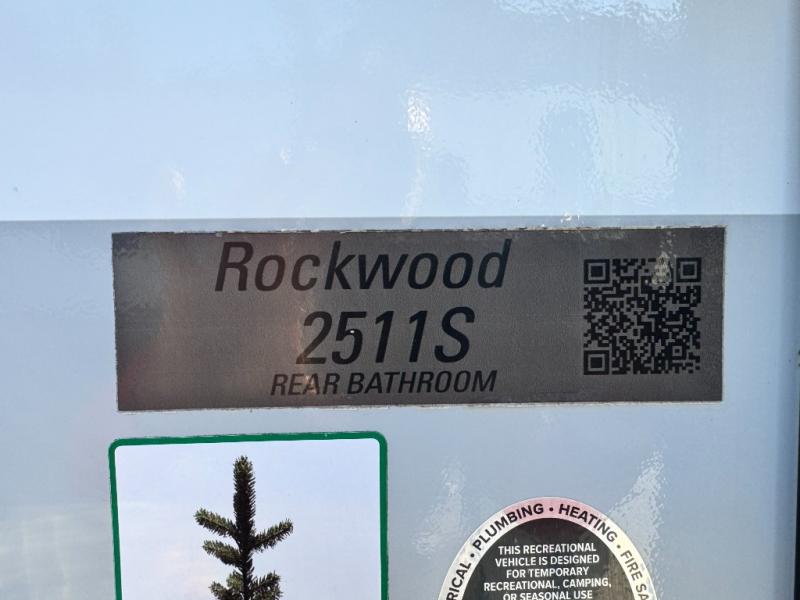 Rockwood
2511S
REAR BATHROOM
• PLUMBING • HEATING •
THIS RECREATIONAL
VEHICLE IS DESIGNED
FOR TEMPORARY
RECREATIONAL, CAMPING,
OR SEASONAL USE